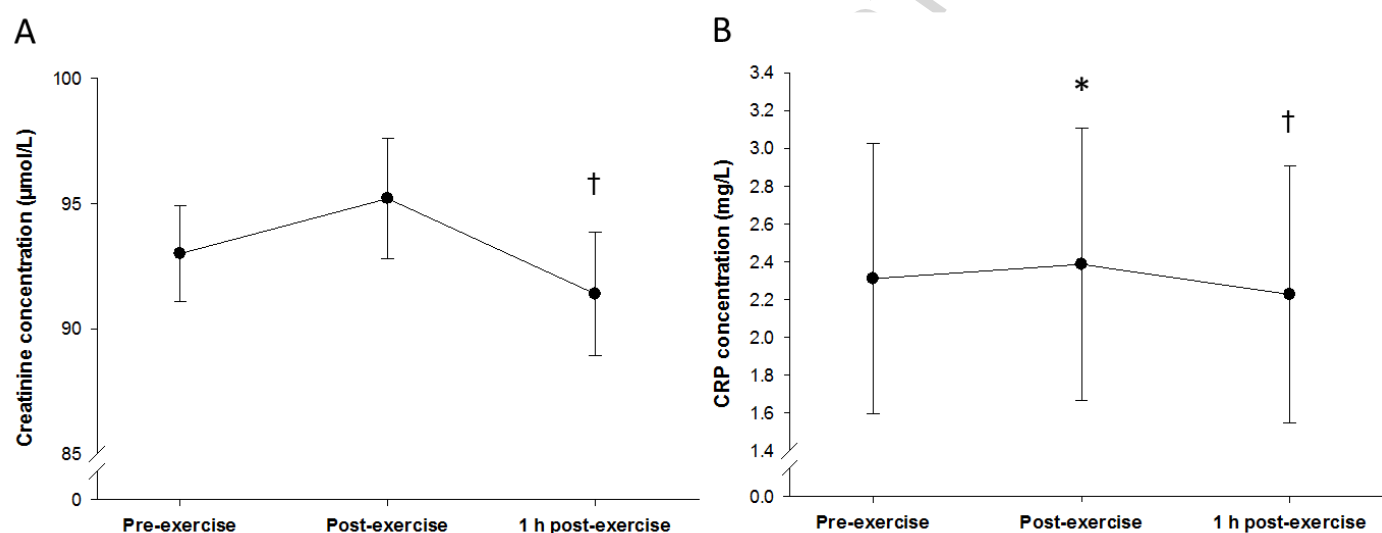 A
Creatinine concentration (µmol/L)
100
95
90
85
0
†
Pre-exercise
Post-exercise
1 h post-exercise
B
CRP concentration (mg/L)
3.4
3.2
3.0
2.8
2.6
2.4
2.2
2.0
1.8
1.6
1.4
0.0
*
†
Pre-exercise
Post-exercise
1 h post-exercise